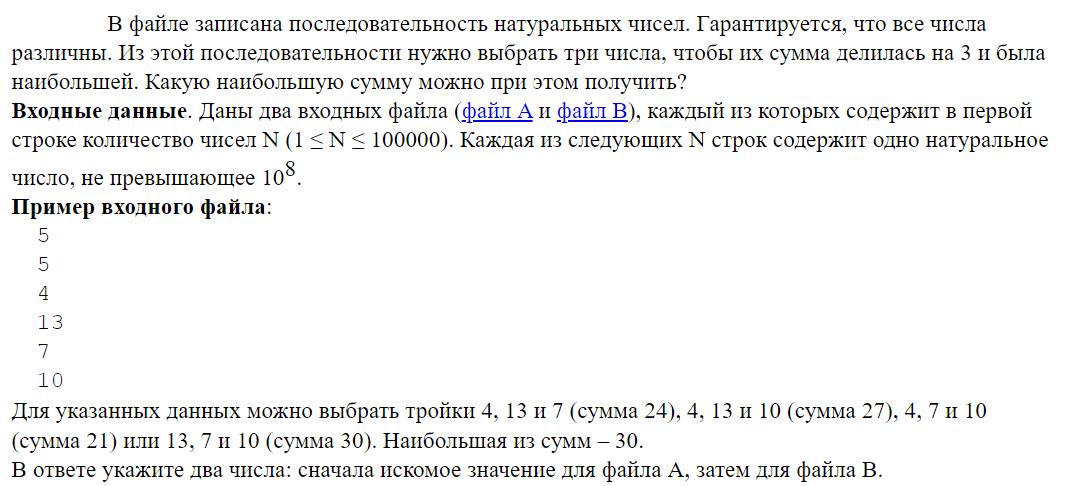 В файле записана последовательность натуральных чисел. Гарантируется, что все числа
различны. Из этой последовательности нужно выбрать три числа, чтобы их сумма делилась на 3 и была
наибольшей. Какую наибольшую сумму можно при этом получить?
Входные данные. Даны два входных файла (файл A и файл B), каждый из которых содержит в первой
строке количество чисел N (1 ≤ N ≤ 100000). Каждая из следующих N строк содержит одно натуральное
число, не превышающее 10⁸.
Пример входного файла:
5
5
4
13
7
10
Для указанных данных можно выбрать тройки 4, 13 и 7 (сумма 24), 4, 13 и 10 (сумма 27), 4, 7 и 10
(сумма 21) или 13, 7 и 10 (сумма 30). Наибольшая из сумм – 30.
В ответе укажите два числа: сначала искомое значение для файла А, затем для файла B.